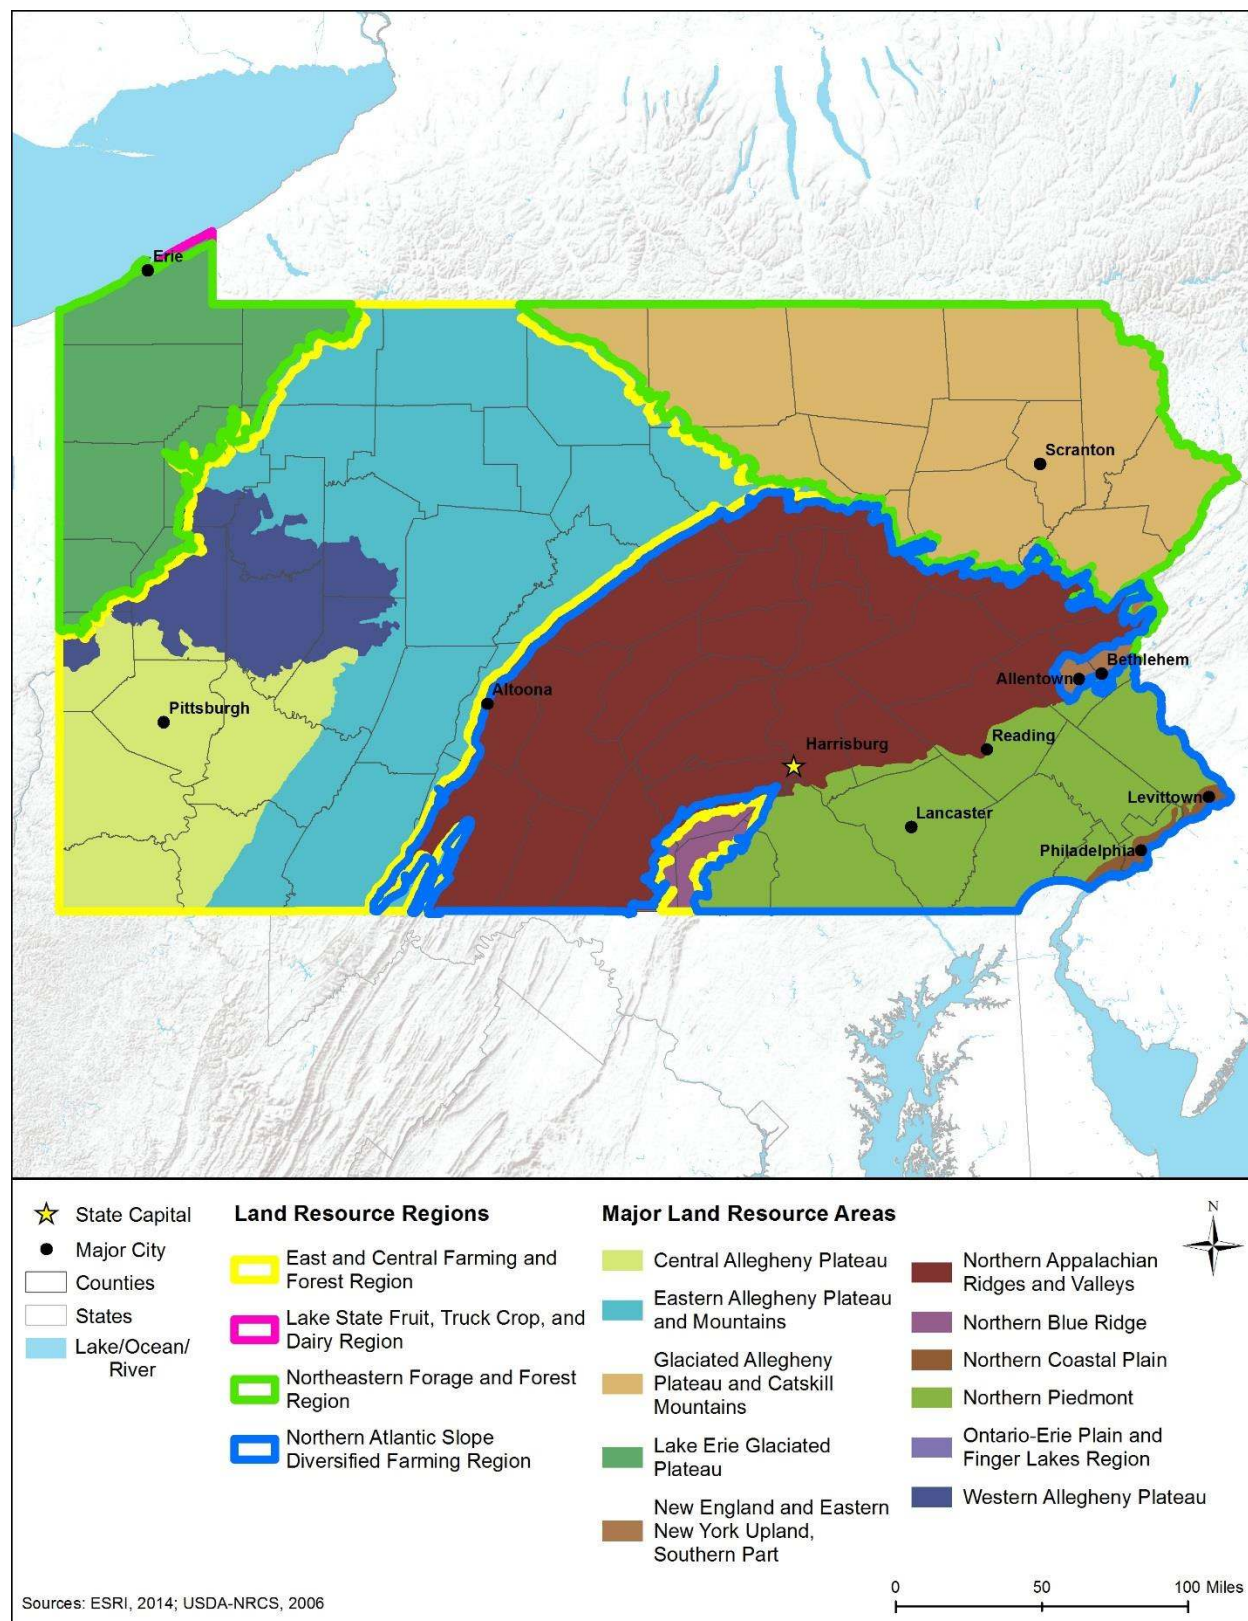 Erie
Scranton
Bethlehem
Allentown
Altoona
Pittsburgh
Harrisburg
Reading
Levittown
Lancaster
Philadelphia
State Capital
Major City
Counties
States
Lake/Ocean/
River
Land Resource Regions
East and Central Farming and
Forest Region
Lake State Fruit, Truck Crop, and
Dairy Region
Northeastern Forage and Forest
Region
Northern Atlantic Slope
Diversified Farming Region
Major Land Resource Areas
Central Allegheny Plateau
Eastern Allegheny Plateau
and Mountains
Glaciated Allegheny
Plateau and Catskill
Mountains
Lake Erie Glaciated
Plateau
New England and Eastern
New York Upland,
Southern Part
Northern Appalachian
Ridges and Valleys
Northern Blue Ridge
Northern Coastal Plain
Northern Piedmont
Ontario-Erie Plain and
Finger Lakes Region
Western Allegheny Plateau
N
0 50 100 Miles
Sources: ESRI, 2014; USDA-NRCS, 2006